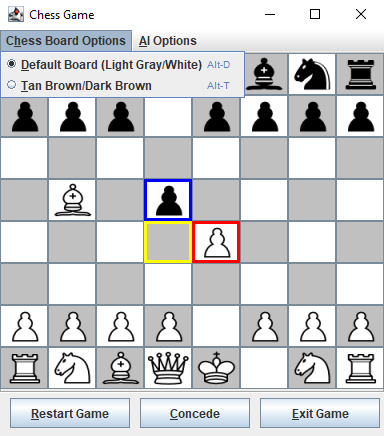 Chess Game
Chess Board Options AI Options
Default Board (Light Gray/White) Alt-D
Tan Brown/Dark Brown Alt-T
Restart Game Concede Exit Game